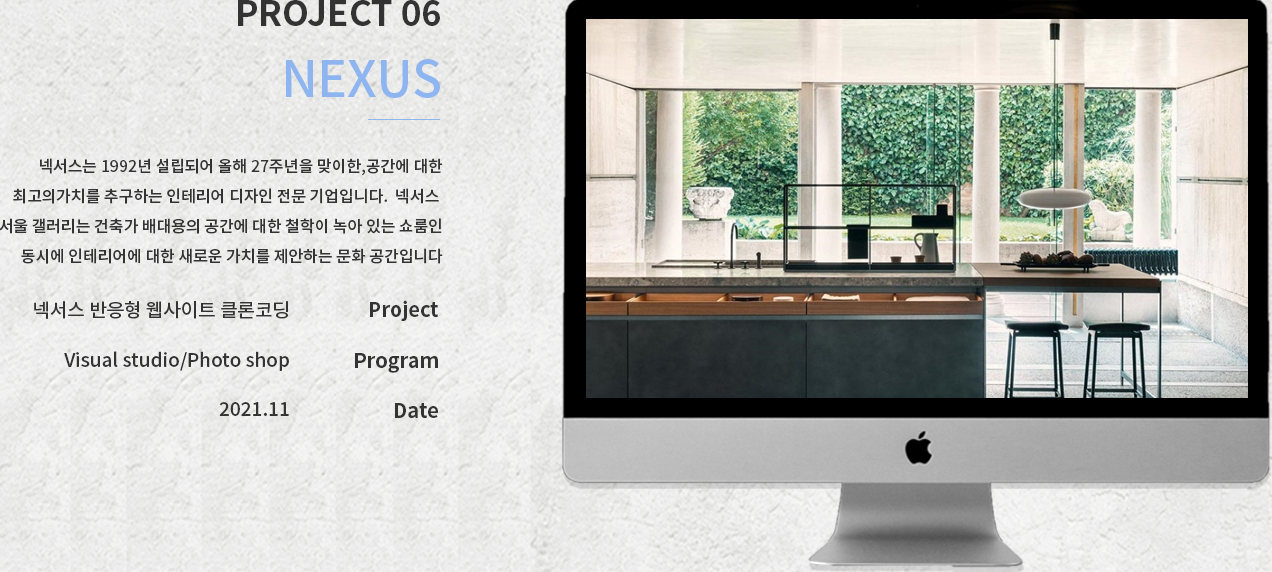 PROJECT 06
NEXUS
넥서스는 1992년 설립되어 올해 27주년을 맞이한,공간에 대한
최고의가치를 추구하는 인테리어 디자인 전문 기업입니다. 넥서스
서울 갤러리는 건축가 배대용의 공간에 대한 철학이 녹아 있는 쇼룸인
동시에 인테리어에 대한 새로운 가치를 제안하는 문화 공간입니다
넥서스 반응형 웹사이트 클론코딩 Project
Visual studio/Photo shop Program
2021.11 Date